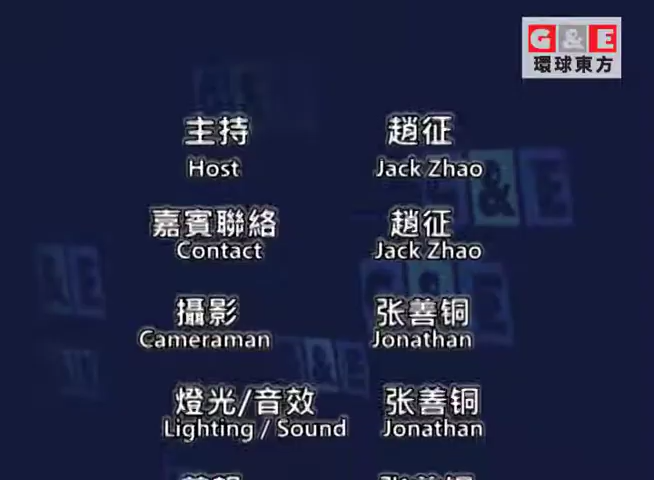 G&E
環球東方
主持 趙征
Host Jack Zhao
嘉賓聯絡 趙征
Contact Jack Zhao
攝影 张善铜
Cameraman Jonathan
燈光/音效 张善铜
Lighting / Sound Jonathan